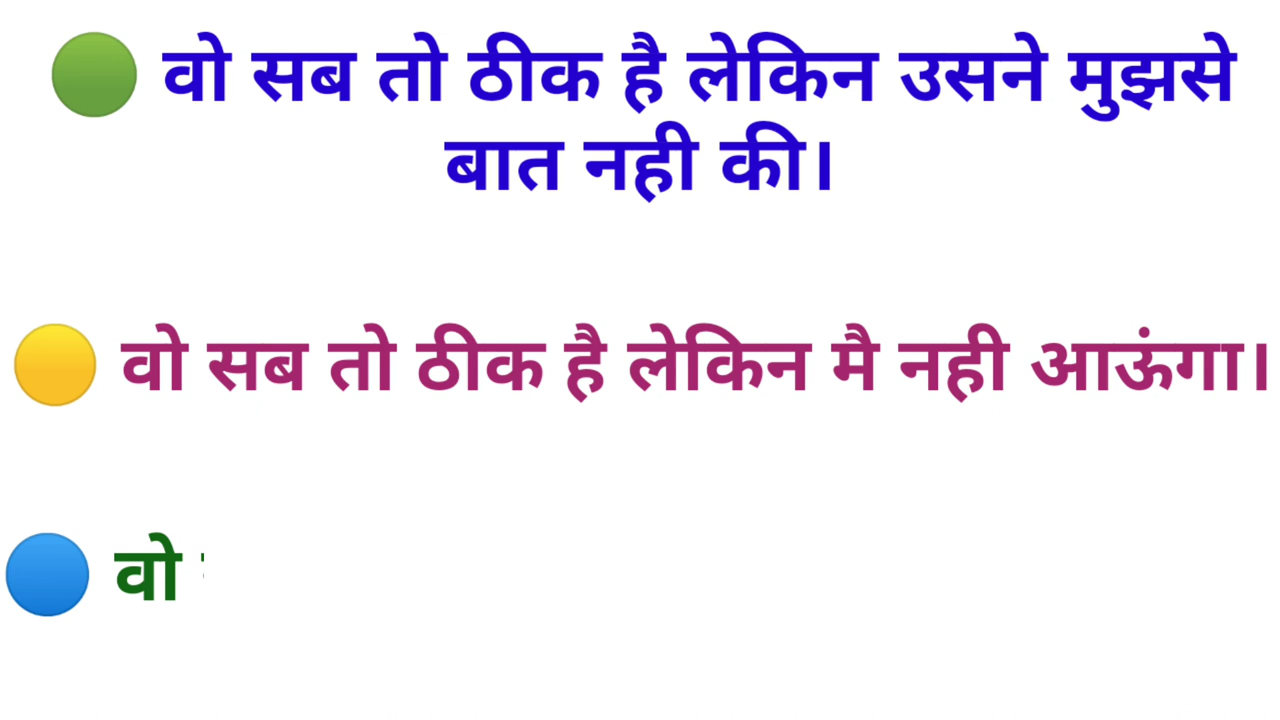 वो सब तो ठीक है लेकिन उसने मुझसे
बात नही की।
वो सब तो ठीक है लेकिन मै नही आऊंगा।
वो